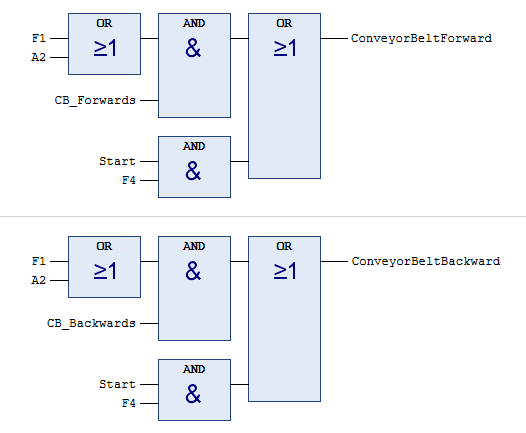 OR AND OR
F1 ≥1 & ≥1 ConveyorBeltForward
A2
CB_Forwards
AND
Start &
F4
OR AND OR
F1 ≥1 & ≥1 ConveyorBeltBackward
A2
CB_Backwards
AND
Start &
F4